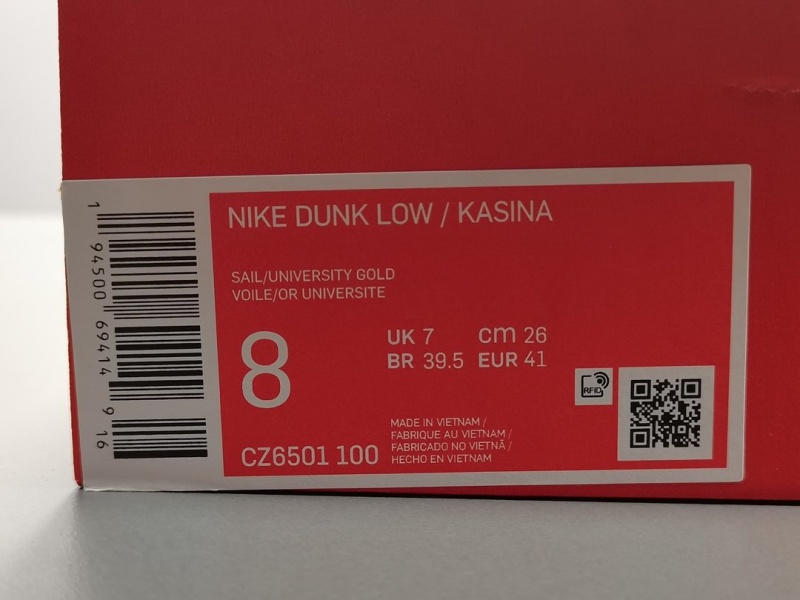 1 94500 69414 9 16
NIKE DUNK LOW / KASINA
SAIL/UNIVERSITY GOLD
VOILE/OR UNIVERSITE
8
UK 7 cm 26
BR 39.5 EUR 41
RFID
CZ6501 100
MADE IN VIETNAM /
FABRIQUE AU VIETNAM /
FABRICADO NO VIETNÃ /
HECHO EN VIETNAM